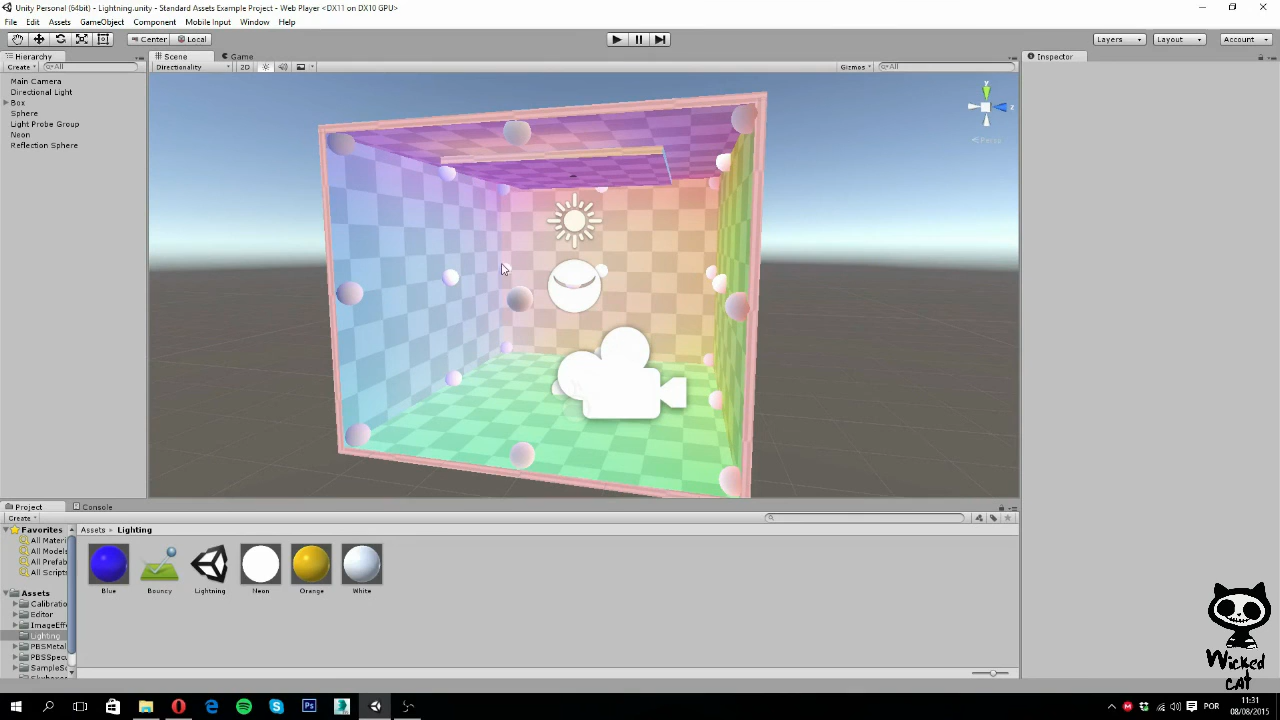 Unity Personal (64bit) - Lightning.unity - Standard Assets Example Project - Web Player <DX11 on DX10 GPU>
File Edit Assets GameObject Component Mobile Input Window Help
Center Local Layers Layout Account
Hierarchy Scene Game Inspector
Create All Directionality 2D Gizmos All
Main Camera
Directional Light
Box
Sphere
Light Probe Group
Neon
Reflection Sphere
y
z
Persp
Project Console
Create
Favorites Assets Lighting
All Materi
All Models
All Prefab
All Scripts
Assets
Calibratio
Editor
ImageEffe
Lighting
PBSMetal
PBSSpecu
SampleSc
Blue Bouncy Lightning Neon Orange White
Wicked
cat
POR
11:31
08/08/2015